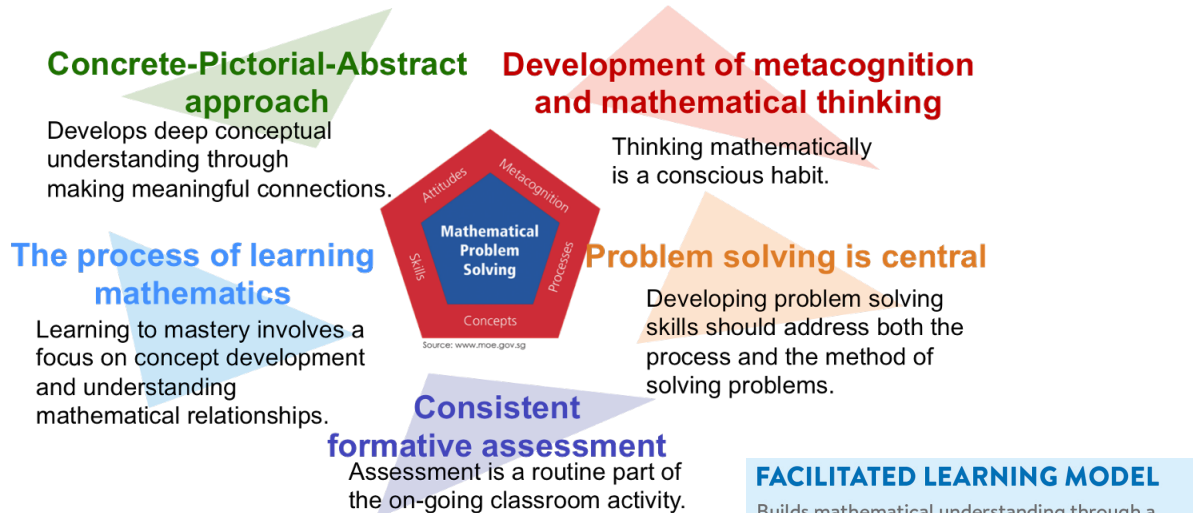 Concrete-Pictorial-Abstract
approach
Develops deep conceptual
understanding through
making meaningful connections.
Development of metacognition
and mathematical thinking
Thinking mathematically
is a conscious habit.
Attitudes
Metacognition
Mathematical
Problem
Solving
Skills
Processes
Concepts
Source: www.moe.gov.sg
The process of learning
mathematics
Learning to mastery involves a
focus on concept development
and understanding
mathematical relationships.
Problem solving is central
Developing problem solving
skills should address both the
process and the method of
solving problems.
Consistent
formative assessment
Assessment is a routine part of
the on-going classroom activity.
FACILITATED LEARNING MODEL
Builds mathematical understanding through a